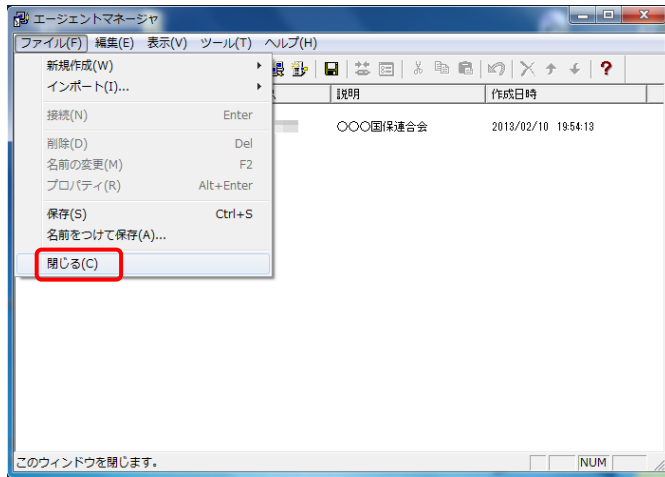 エージェントマネージャ
ファイル(F) 編集(E) 表示(V) ツール(T) ヘルプ(H)
新規作成(W)
インポート(I)...
説明 作成日時
接続(N) Enter
〇〇〇国保連合会 2013/02/10 19:54:13
削除(D) Del
名前の変更(M) F2
プロパティ(R) Alt+Enter
保存(S) Ctrl+S
名前をつけて保存(A)...
閉じる(C)
このウィンドウを閉じます。 NUM